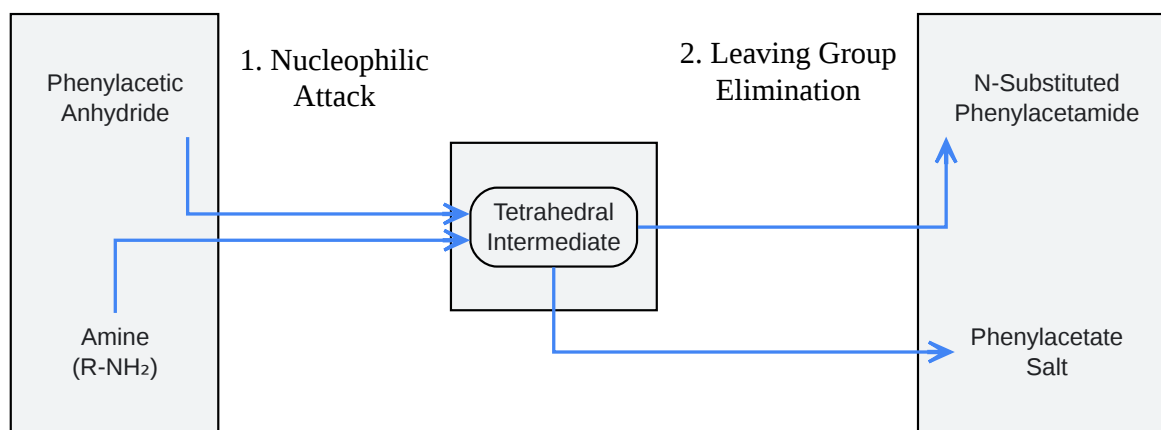 Phenylacetic
Anhydride
1. Nucleophilic
Attack
2. Leaving Group
Elimination
N-Substituted
Phenylacetamide
Tetrahedral
Intermediate
Amine
(R-NH₂)
Phenylacetate
Salt